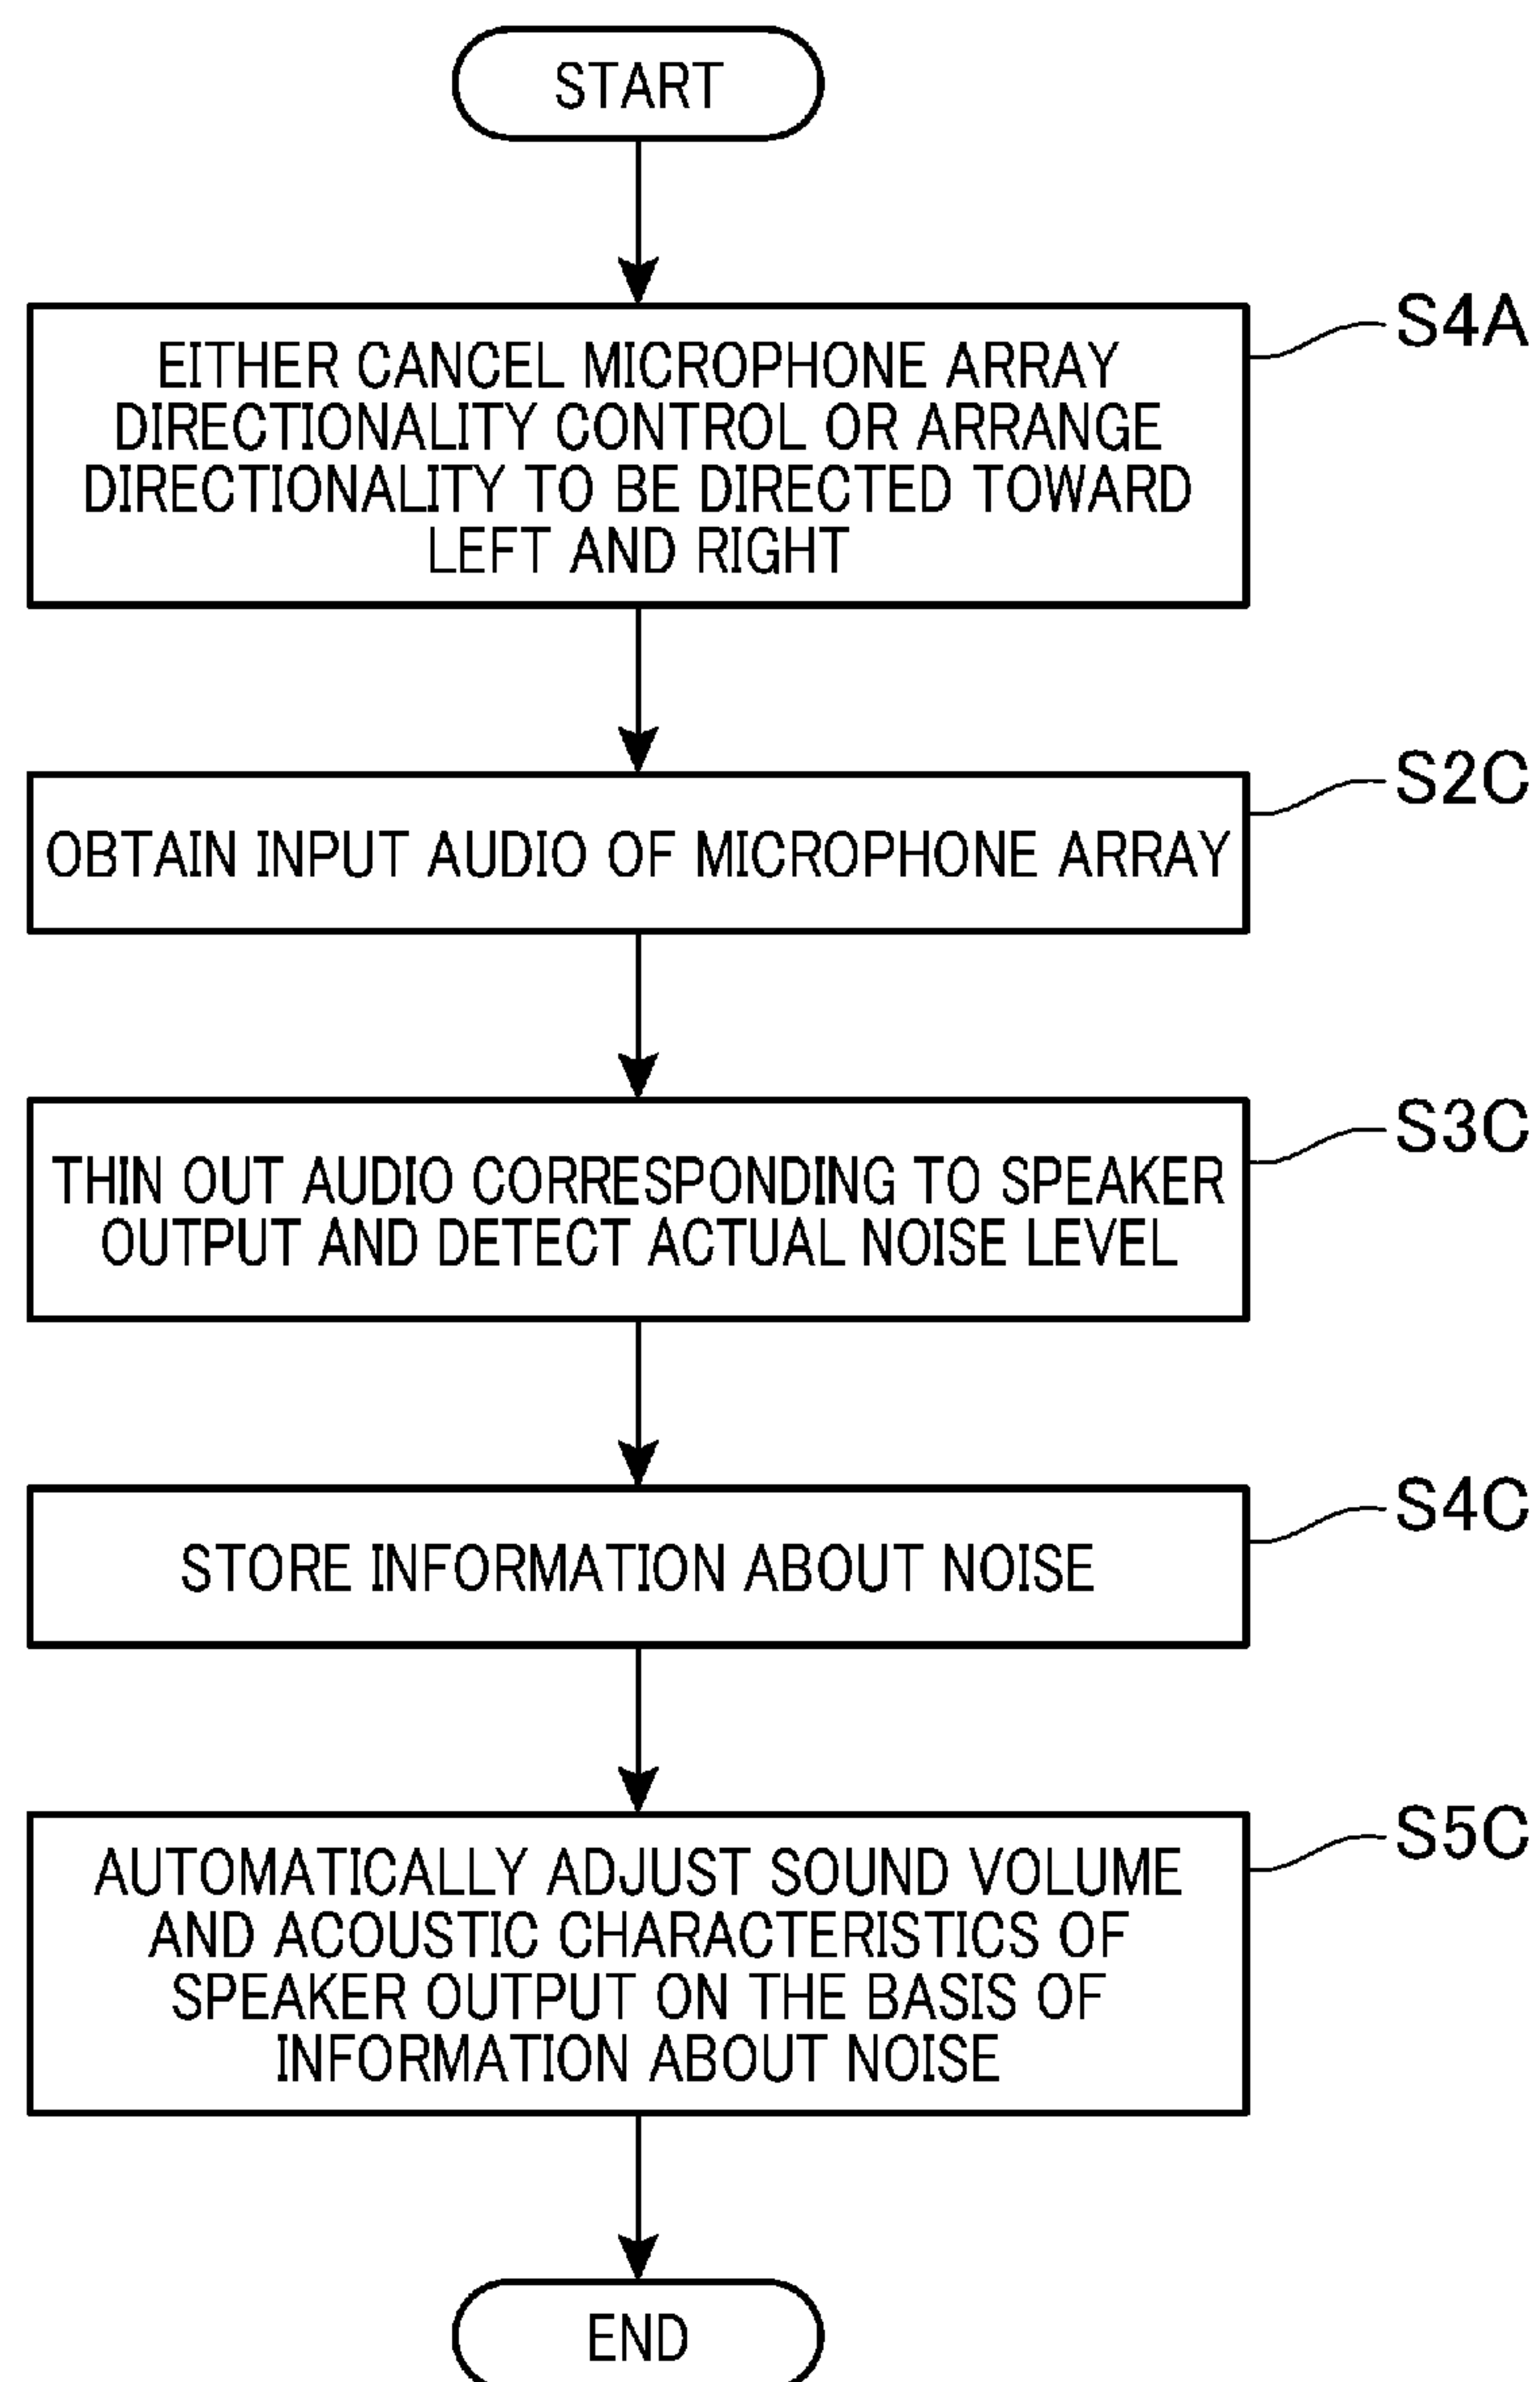 START
S4A
EITHER CANCEL MICROPHONE ARRAY
DIRECTIONALITY CONTROL OR ARRANGE
DIRECTIONALITY TO BE DIRECTED TOWARD
LEFT AND RIGHT
S2C
OBTAIN INPUT AUDIO OF MICROPHONE ARRAY
S3C
THIN OUT AUDIO CORRESPONDING TO SPEAKER
OUTPUT AND DETECT ACTUAL NOISE LEVEL
S4C
STORE INFORMATION ABOUT NOISE
S5C
AUTOMATICALLY ADJUST SOUND VOLUME
AND ACOUSTIC CHARACTERISTICS OF
SPEAKER OUTPUT ON THE BASIS OF
INFORMATION ABOUT NOISE
END